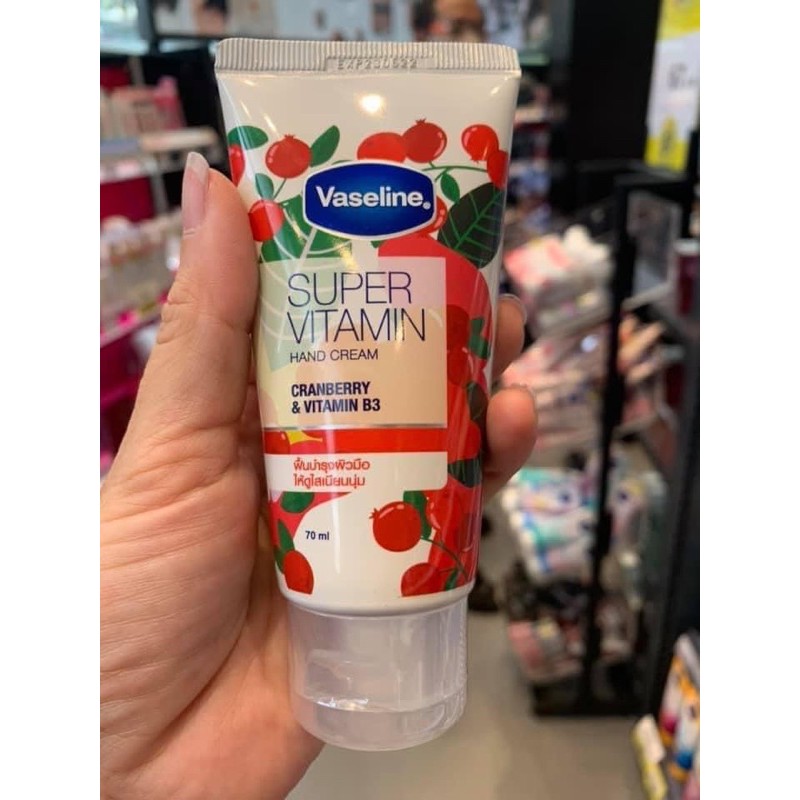 EXP230622
Vaseline.
SUPER
VITAMIN
HAND CREAM
CRANBERRY
& VITAMIN B3
ฟื้นบำรุงผิวมือ
ให้ดูใสเนียนนุ่ม
70 ml